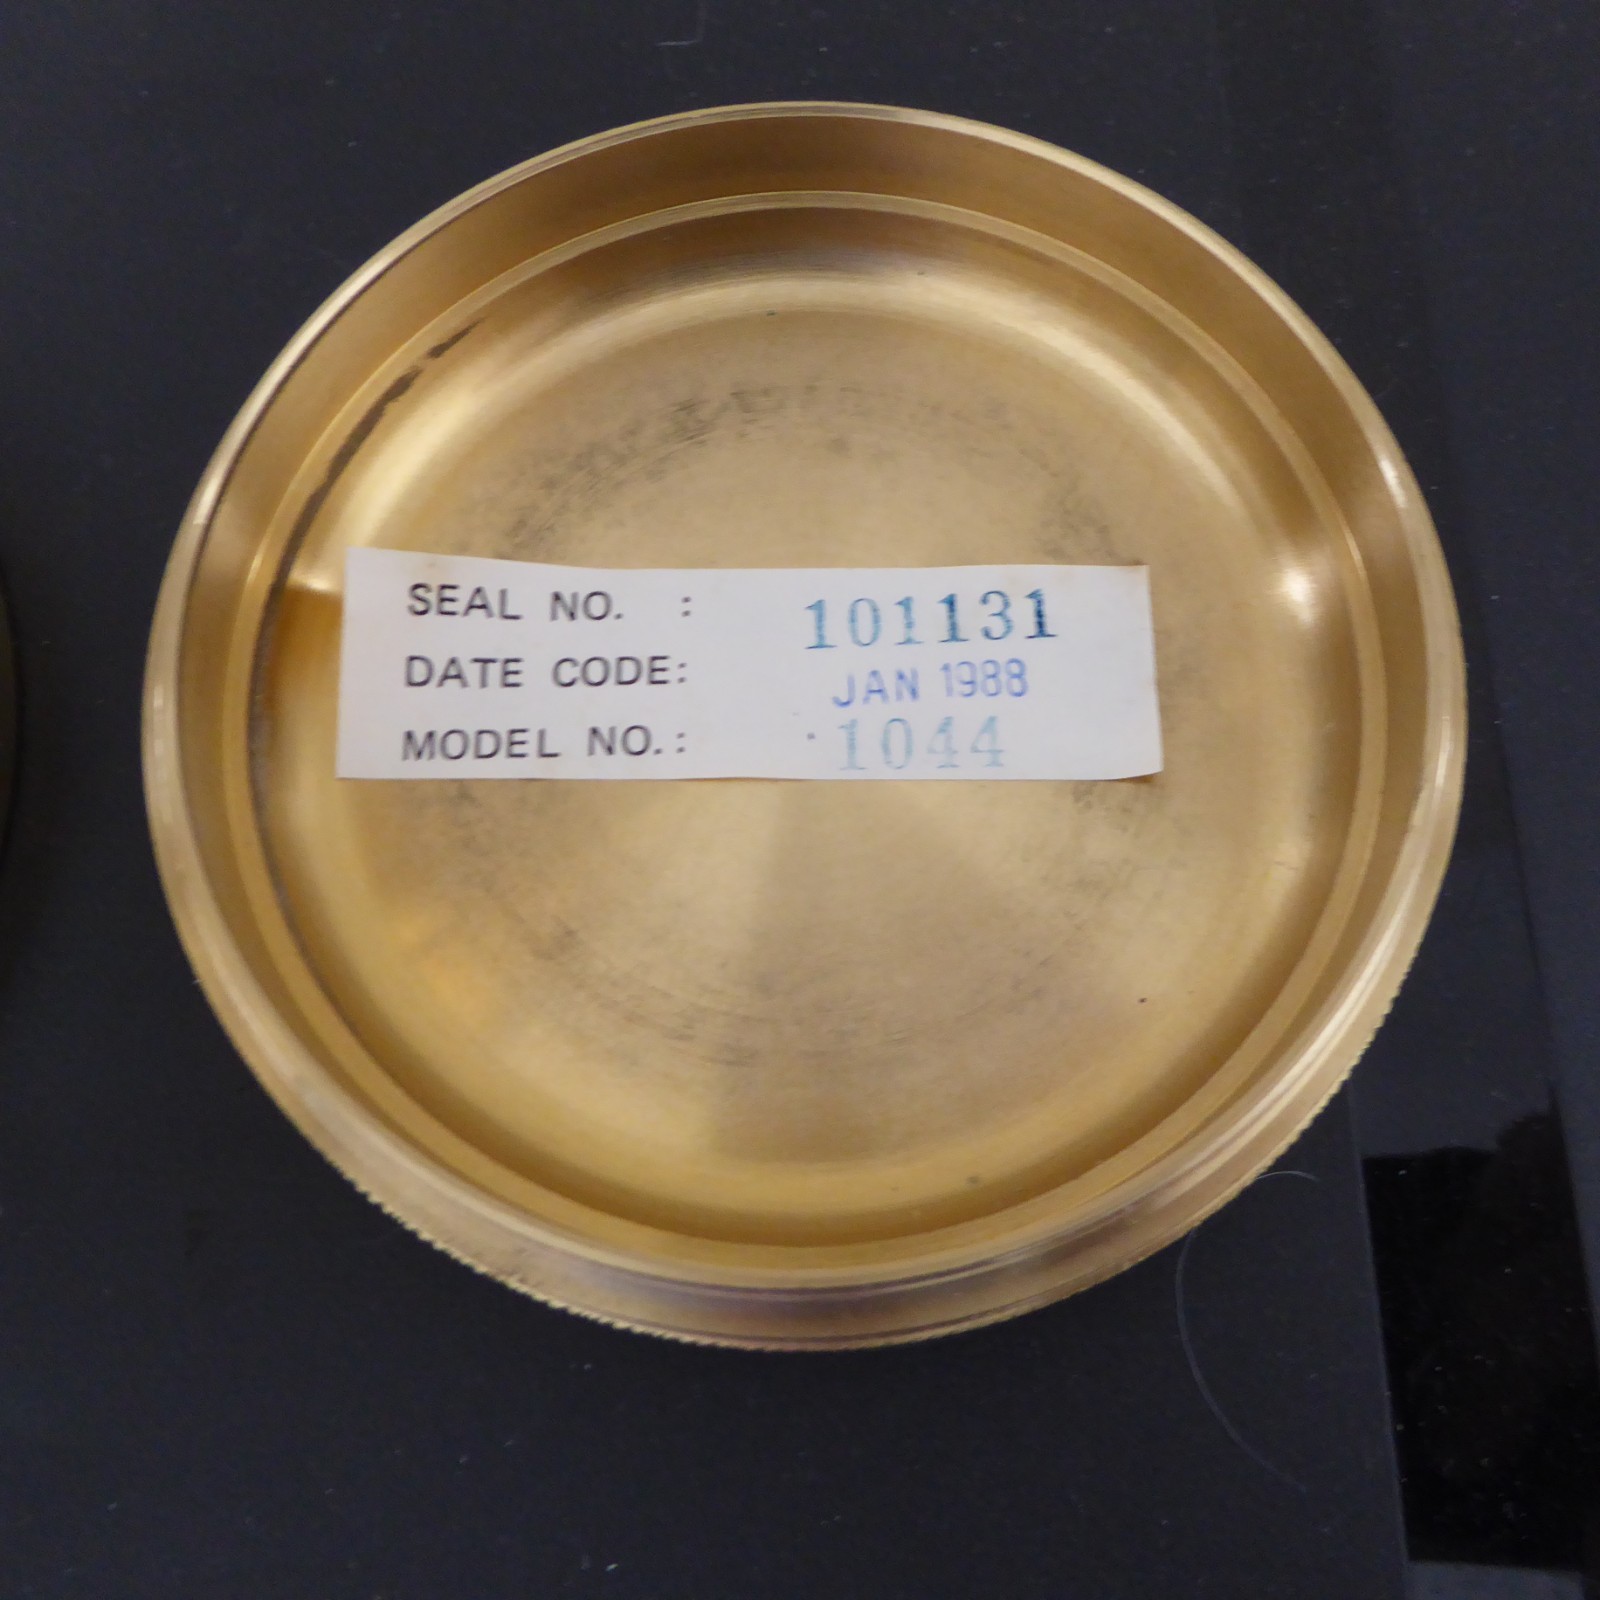 SEAL NO. : 101131
DATE CODE: JAN 1988
MODEL NO.: 1044